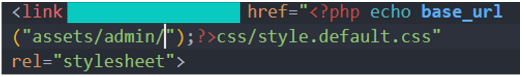 <link href="<?php echo base_url
("assets/admin/");?>css/style.default.css"
rel="stylesheet">